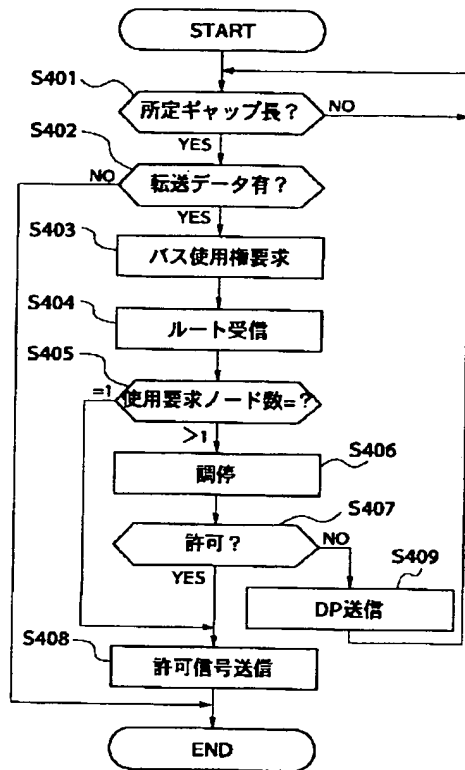 START
S401
所定ギャップ長？
NO
YES
S402
NO
転送データ有？
YES
S403
バス使用権要求
S404
ルート受信
S405
=1
使用要求ノード数=？
>1
S406
調停
S407
許可？
NO
YES
S409
DP送信
S408
許可信号送信
END